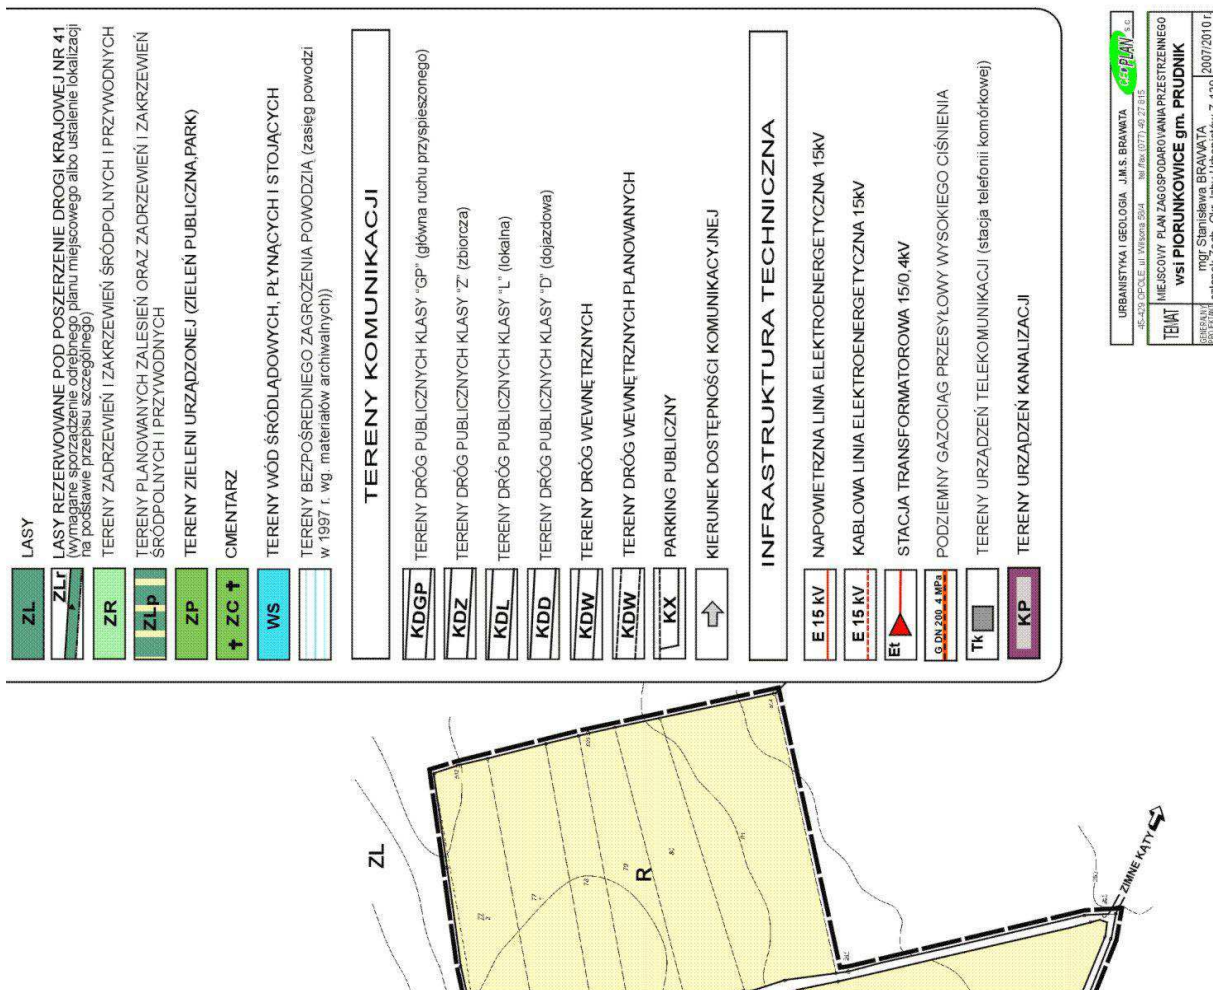 ZL
LASY
ZLr
LASY REZERWOWANE POD POSZERZENIE DROGI KRAJOWEJ NR 41
(wymagane sporządzenie odrębnego planu miejscowego albo ustalenie lokalizacji
na podstawie przepisu szczególnego)
ZR
TERENY ZADRZEWIEŃ I ZAKRZEWIEŃ ŚRÓDPOLNYCH I PRZYWODNYCH
ZLp
TERENY PLANOWANYCH ZALESIEŃ ORAZ ZADRZEWIEŃ I ZAKRZEWIEŃ
ŚRÓDPOLNYCH I PRZYWODNYCH
ZP
TERENY ZIELENI URZĄDZONEJ (ZIELEŃ PUBLICZNA,PARK)
✝ ZC ✝
CMENTARZ
WS
TERENY WÓD ŚRÓDLĄDOWYCH, PŁYNĄCYCH I STOJĄCYCH
TERENY BEZPOŚREDNIEGO ZAGROŻENIA POWODZIĄ (zasięg powodzi
w 1997 r. wg. materiałów archiwalnych))
TERENY KOMUNIKACJI
KDGP
TERENY DRÓG PUBLICZNYCH KLASY "GP" (główna ruchu przyspieszonego)
KDZ
TERENY DRÓG PUBLICZNYCH KLASY "Z" (zbiorcza)
KDL
TERENY DRÓG PUBLICZNYCH KLASY "L" (lokalna)
KDD
TERENY DRÓG PUBLICZNYCH KLASY "D" (dojazdowa)
KDW
TERENY DRÓG WEWNĘTRZNYCH
KDW
TERENY DRÓG WEWNĘTRZNYCH PLANOWANYCH
KX
PARKING PUBLICZNY
KIERUNEK DOSTĘPNOŚCI KOMUNIKACYJNEJ
INFRASTRUKTURA TECHNICZNA
E 15 kV
NAPOWIETRZNA LINIA ELEKTROENERGETYCZNA 15kV
E 15 kV
KABLOWA LINIA ELEKTROENERGETYCZNA 15kV
Et
STACJA TRANSFORMATOROWA 15/0,4kV
G DN 200 4 MPa
PODZIEMNY GAZOCIĄG PRZESYŁOWY WYSOKIEGO CIŚNIENIA
Tk
TERENY URZĄDZEŃ TELEKOMUNIKACJI (stacja telefonii komórkowej)
KP
TERENY URZĄDZEŃ KANALIZACJI
URBANISTYKA I GEOLOGIA J.M.S. BRAWATA
GEOPLAN s.c.
45-429 OPOLE ul. Wilsona 58/4 tel./fax (077) 40 27 815
TEMAT
MIEJSCOWY PLAN ZAGOSPODAROWANIA PRZESTRZENNEGO
wsi PIORUNKOWICE gm. PRUDNIK
mgr Stanisława BRAWATA
2007/2010 r.
ZL
R
ZIMNE KĄTY